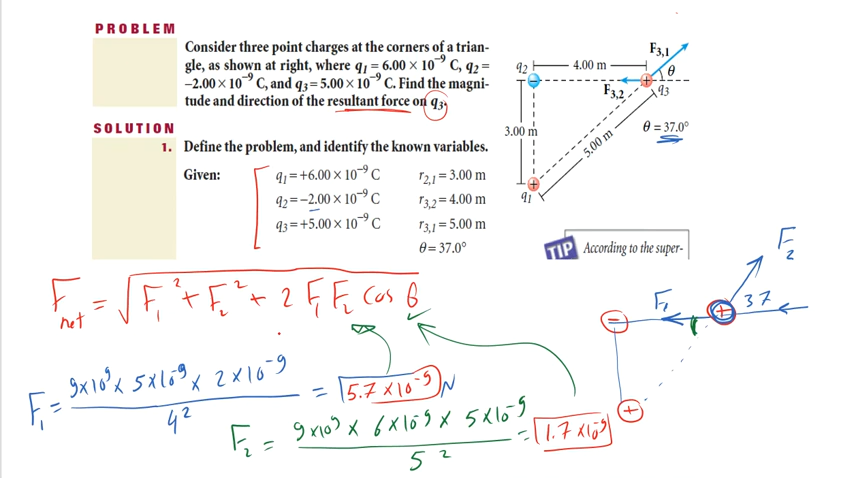 PROBLEM
Consider three point charges at the corners of a trian-
gle, as shown at right, where q1 = 6.00 × 10⁻⁹ C, q2 =
−2.00 × 10⁻⁹ C, and q3 = 5.00 × 10⁻⁹ C. Find the magni-
tude and direction of the resultant force on q3.
SOLUTION
1. Define the problem, and identify the known variables.
Given: q1 = +6.00 × 10⁻⁹ C r2,1 = 3.00 m
q2 = −2.00 × 10⁻⁹ C r3,2 = 4.00 m
q3 = +5.00 × 10⁻⁹ C r3,1 = 5.00 m
θ = 37.0°
F3,1
q2 4.00 m θ
− +
F3,2 q3
3.00 m 5.00 m θ = 37.0°
+
q1
TIP According to the super-
Fnet = √F1² + F2² + 2 F1 F2 cos θ
F1 = 9×10⁹ × 5×10⁻⁹ × 2×10⁻⁹ / 4² = 5.7 × 10⁻⁹ N
F2 = 9×10⁹ × 6×10⁻⁹ × 5×10⁻⁹ / 5² = 1.7 × 10⁻⁹
F2
F1 + 37
−
+